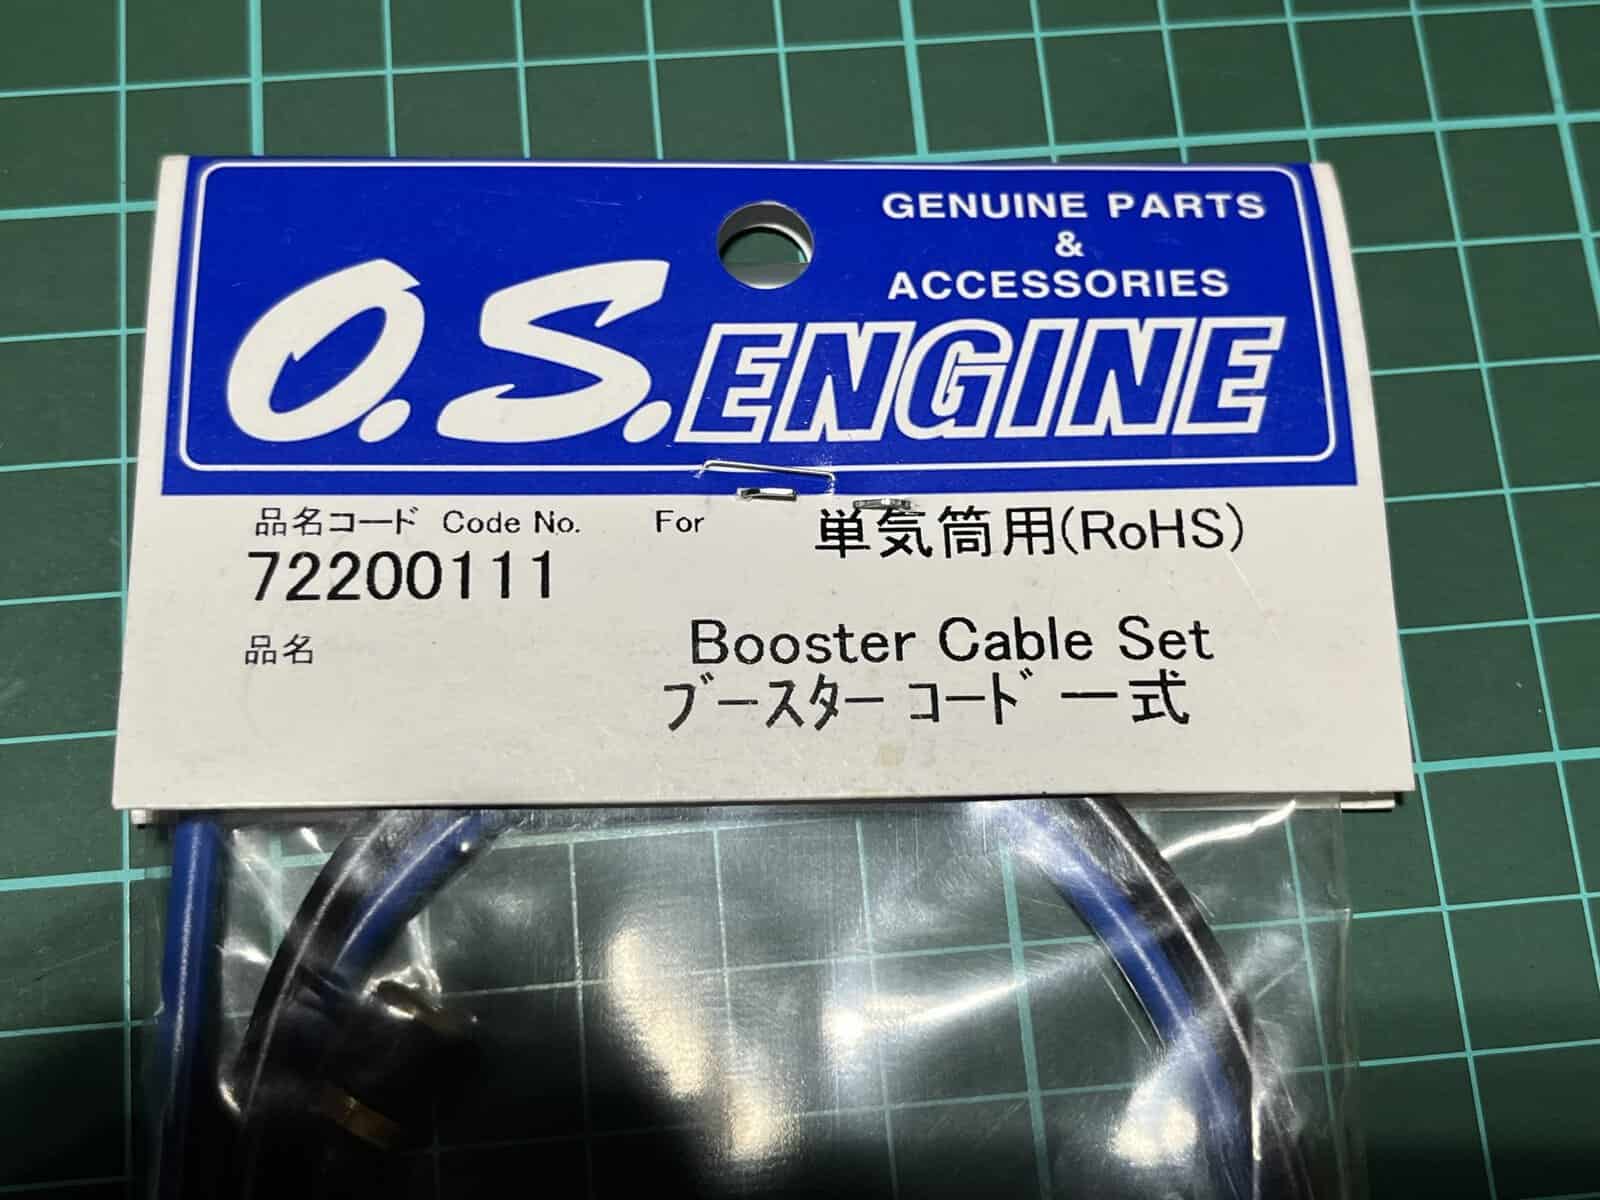 GENUINE PARTS
&
ACCESSORIES
O.S.ENGINE
品名コード Code No. For 単気筒用(RoHS)
72200111
品名 Booster Cable Set
ブースター コード 一式